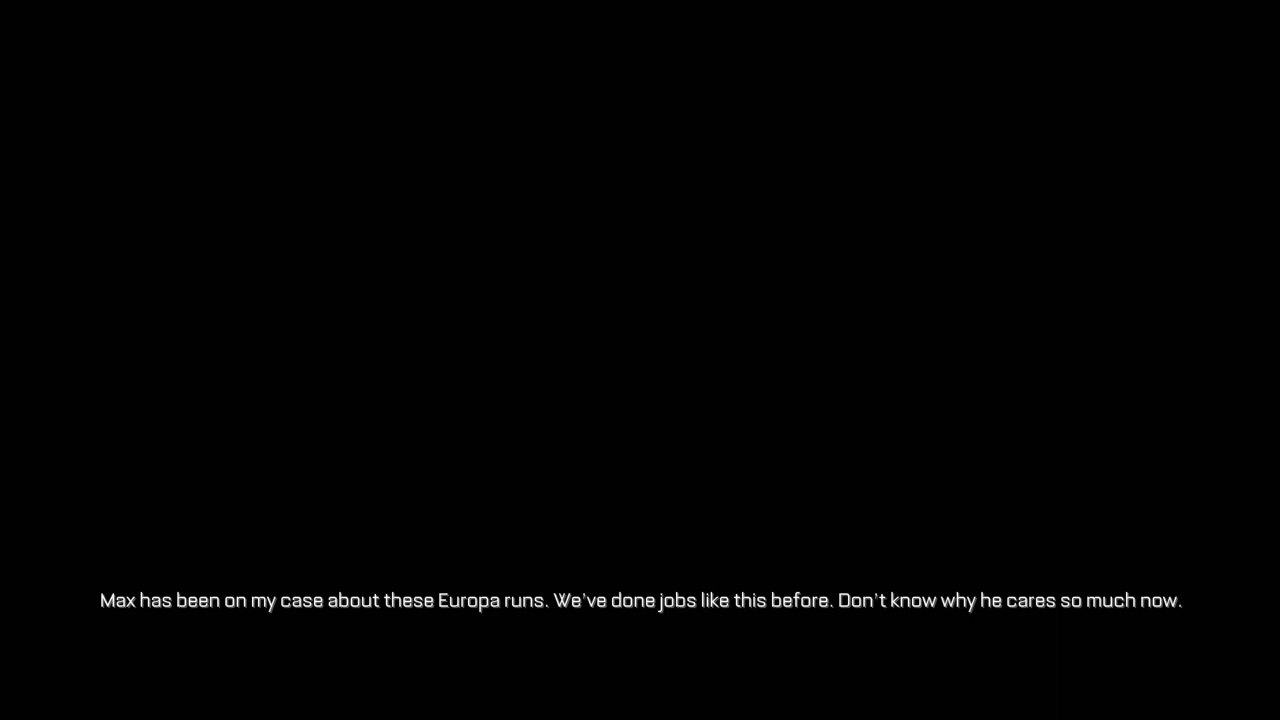 Max has been on my case about these Europa runs. We've done jobs like this before. Don't know why he cares so much now.